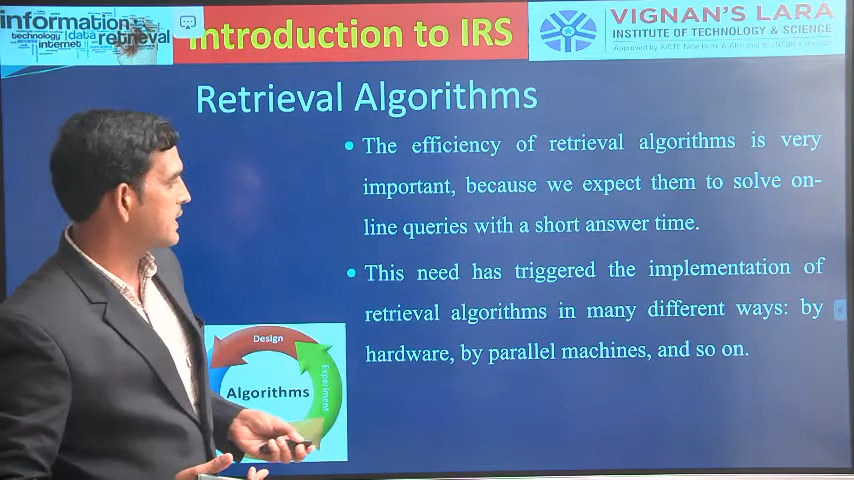 information
technology data
internet retrieval
Introduction to IRS
VIGNAN'S LARA
INSTITUTE OF TECHNOLOGY & SCIENCE
Approved by AICTE, New Delhi & Affiliated to JNTUK, Kakinada
Retrieval Algorithms
• The efficiency of retrieval algorithms is very
important, because we expect them to solve on-
line queries with a short answer time.
• This need has triggered the implementation of
retrieval algorithms in many different ways: by
hardware, by parallel machines, and so on.
Design
Experiment
Algorithms